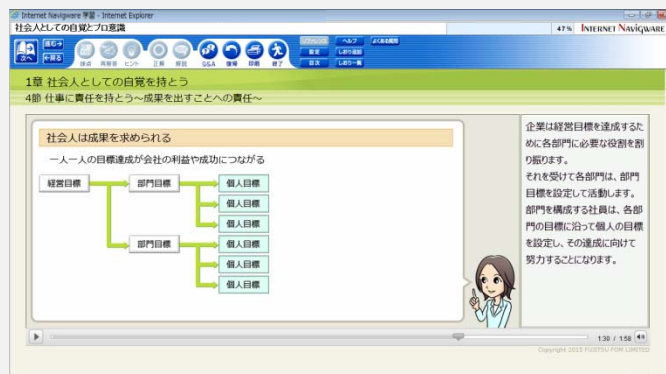 Internet Navigware 学習 - Internet Explorer
社会人としての自覚とプロ意識
47% INTERNET NAVIGWARE
次へ 進む→ ←戻る 採点 再解答 ヒント 正解 解説 Q&A 復帰 印刷 終了
リファレンス ヘルプ よくある質問
設定 しおり追加
目次 しおり一覧
1章 社会人としての自覚を持とう
4節 仕事に責任を持とう~成果を出すことへの責任~
社会人は成果を求められる
一人一人の目標達成が会社の利益や成功につながる
経営目標 部門目標 個人目標
個人目標
個人目標
部門目標 個人目標
個人目標
個人目標
企業は経営目標を達成するた
めに各部門に必要な役割を割
り振ります。
それを受けて各部門は、部門
目標を設定して活動します。
部門を構成する社員は、各部
門の目標に沿って個人の目標
を設定し、その達成に向けて
努力することになります。
1:30 / 1:58
Copyright 2015 FUJITSU FOM LIMITED